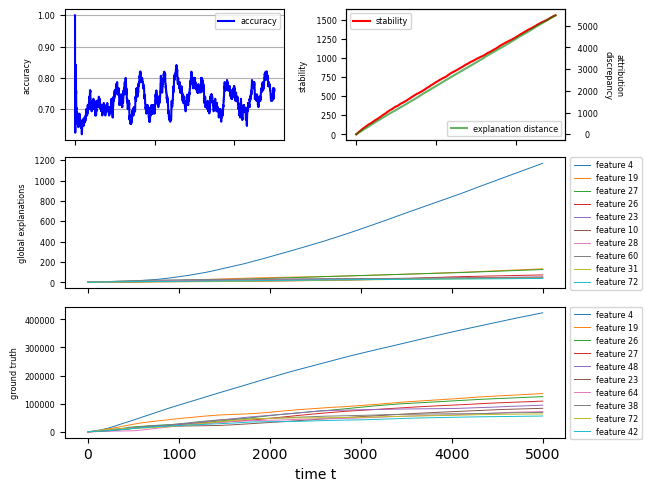 1.00
0.90
0.80
0.70
accuracy
accuracy
1500
1250
1000
750
500
250
0
stability
stability
explanation distance
5000
4000
3000
2000
1000
0
attribution
discrepancy
1200
1000
800
600
400
200
0
global explanations
feature 4
feature 19
feature 27
feature 26
feature 23
feature 10
feature 28
feature 60
feature 31
feature 72
400000
300000
200000
100000
0
ground truth
feature 4
feature 19
feature 26
feature 27
feature 48
feature 23
feature 64
feature 38
feature 72
feature 42
0 1000 2000 3000 4000 5000
time t